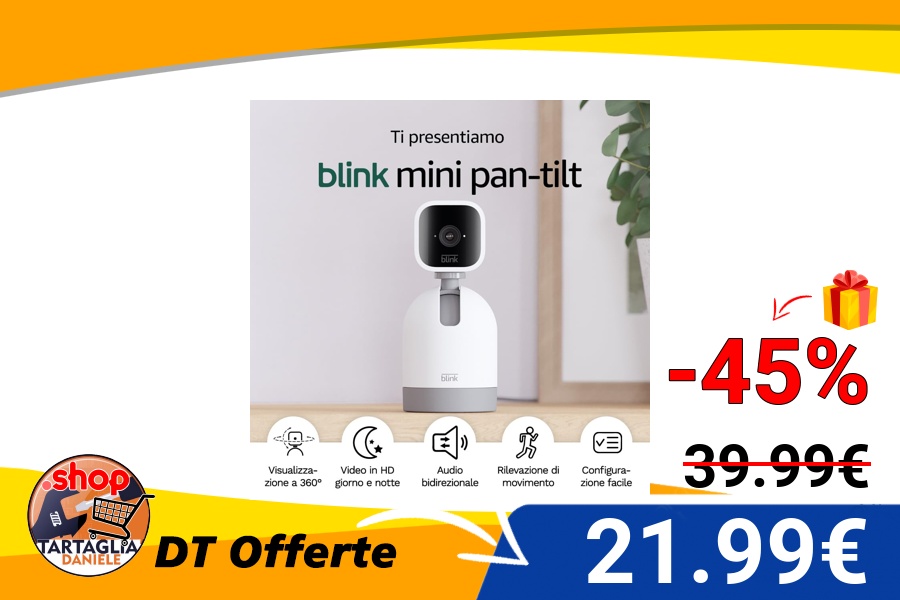 Ti presentiamo
blink mini pan-tilt
blink
blink
Visualizza-
zione a 360°
Video in HD
giorno e notte
Audio
bidirezionale
Rilevazione di
movimento
Configura-
zione facile
-45%
39.99€
21.99€
.shop
TARTAGLIA
DANIELE
DT Offerte